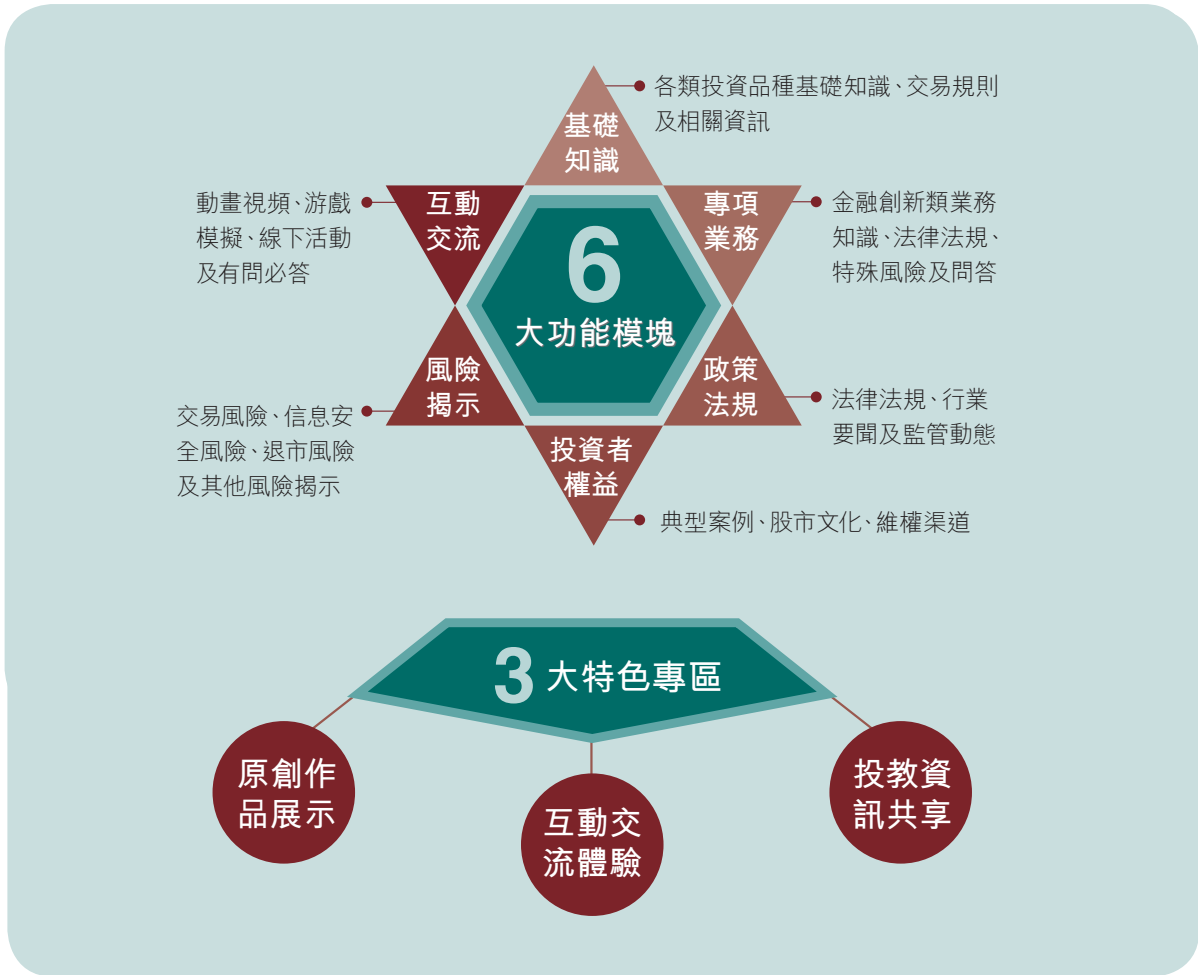 基礎
知識
各類投資品種基礎知識、交易規則
及相關資訊
互動
交流
動畫視頻、游戲
模擬、線下活動
及有問必答
專項
業務
金融創新類業務
知識、法律法規、
特殊風險及問答
6
大功能模塊
風險
揭示
交易風險、信息安
全風險、退市風險
及其他風險揭示
政策
法規
法律法規、行業
要聞及監管動態
投資者
權益
典型案例、股市文化、維權渠道
3大特色專區
原創作
品展示
互動交
流體驗
投教資
訊共享